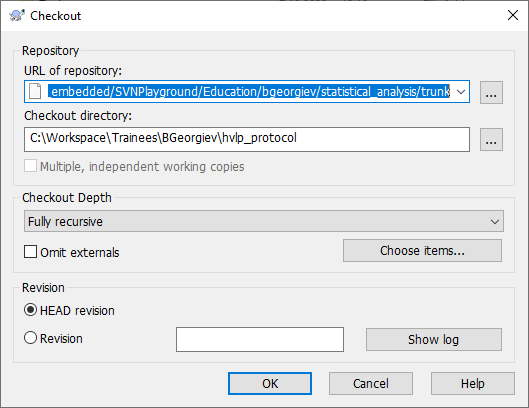 Checkout
Repository
URL of repository:
embedded/SVNPlayground/Education/bgeorgiev/statistical_analysis/trunk
...
Checkout directory:
C:\Workspace\Trainees\BGeorgiev\hvlp_protocol
...
Multiple, independent working copies
Checkout Depth
Fully recursive
Omit externals
Choose items...
Revision
HEAD revision
Revision
Show log
OK
Cancel
Help